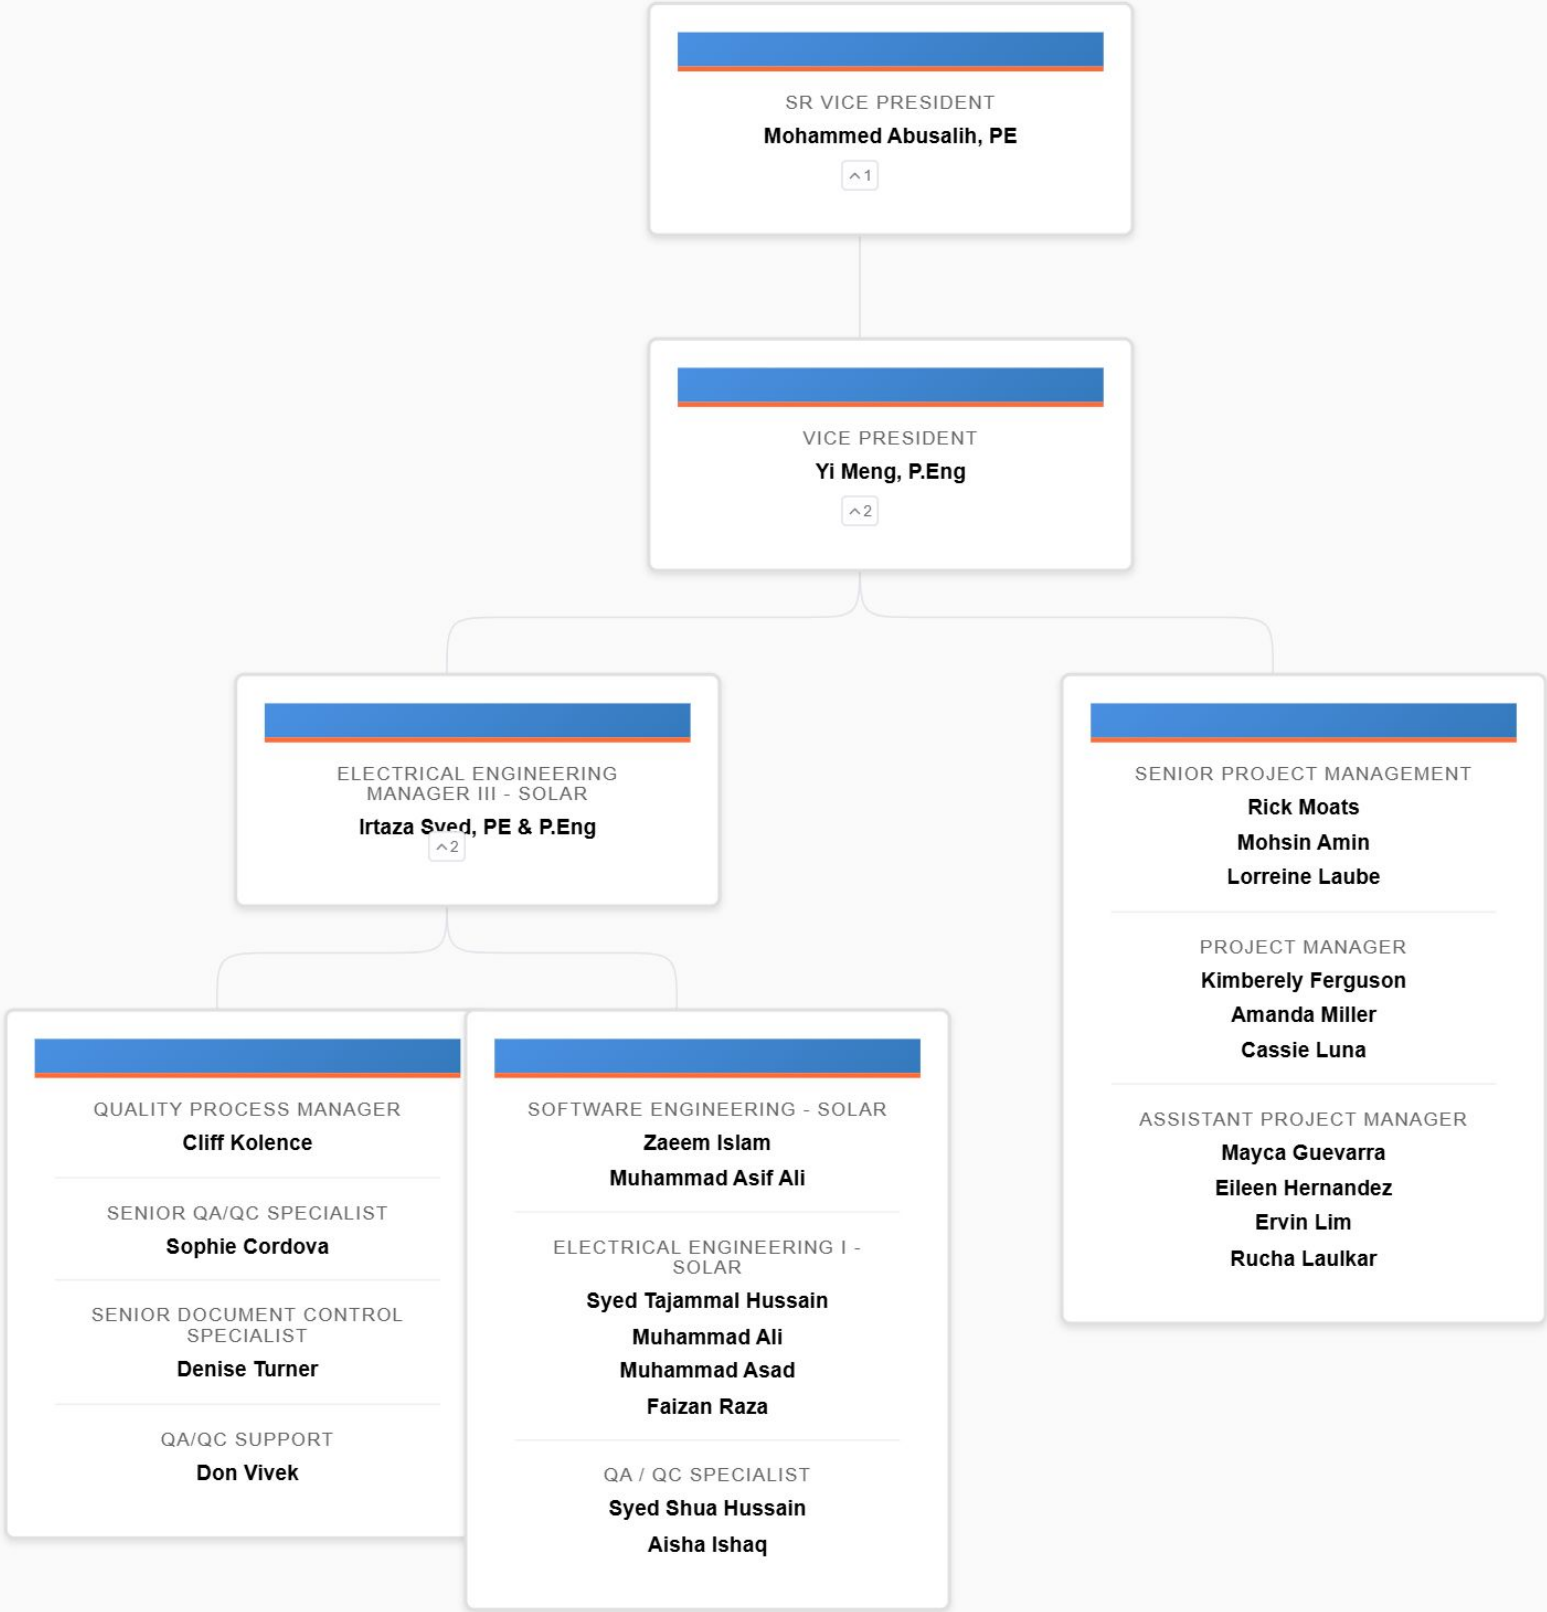 SR VICE PRESIDENT
Mohammed Abusalih, PE
1
VICE PRESIDENT
Yi Meng, P.Eng
2
ELECTRICAL ENGINEERING
MANAGER III - SOLAR
Irtaza Syed, PE & P.Eng
2
SENIOR PROJECT MANAGEMENT
Rick Moats
Mohsin Amin
Lorreine Laube
PROJECT MANAGER
Kimberely Ferguson
Amanda Miller
Cassie Luna
ASSISTANT PROJECT MANAGER
Mayca Guevarra
Eileen Hernandez
Ervin Lim
Rucha Laulkar
QUALITY PROCESS MANAGER
Cliff Kolence
SENIOR QA/QC SPECIALIST
Sophie Cordova
SENIOR DOCUMENT CONTROL
SPECIALIST
Denise Turner
QA/QC SUPPORT
Don Vivek
SOFTWARE ENGINEERING - SOLAR
Zaeem Islam
Muhammad Asif Ali
ELECTRICAL ENGINEERING I -
SOLAR
Syed Tajammal Hussain
Muhammad Ali
Muhammad Asad
Faizan Raza
QA / QC SPECIALIST
Syed Shua Hussain
Aisha Ishaq